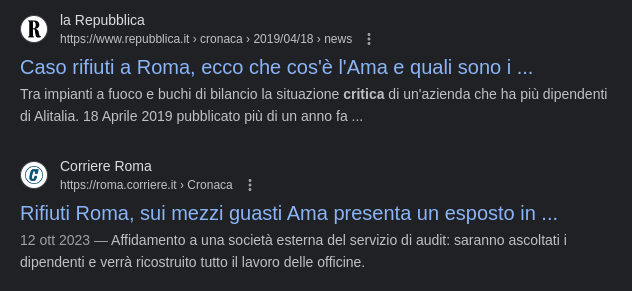 la Repubblica
https://www.repubblica.it › cronaca › 2019/04/18 › news
Caso rifiuti a Roma, ecco che cos'è l'Ama e quali sono i ...
Tra impianti a fuoco e buchi di bilancio la situazione critica di un'azienda che ha più dipendenti
di Alitalia. 18 Aprile 2019 pubblicato più di un anno fa ...
Corriere Roma
https://roma.corriere.it › Cronaca
Rifiuti Roma, sui mezzi guasti Ama presenta un esposto in ...
12 ott 2023 — Affidamento a una società esterna del servizio di audit: saranno ascoltati i
dipendenti e verrà ricostruito tutto il lavoro delle officine.